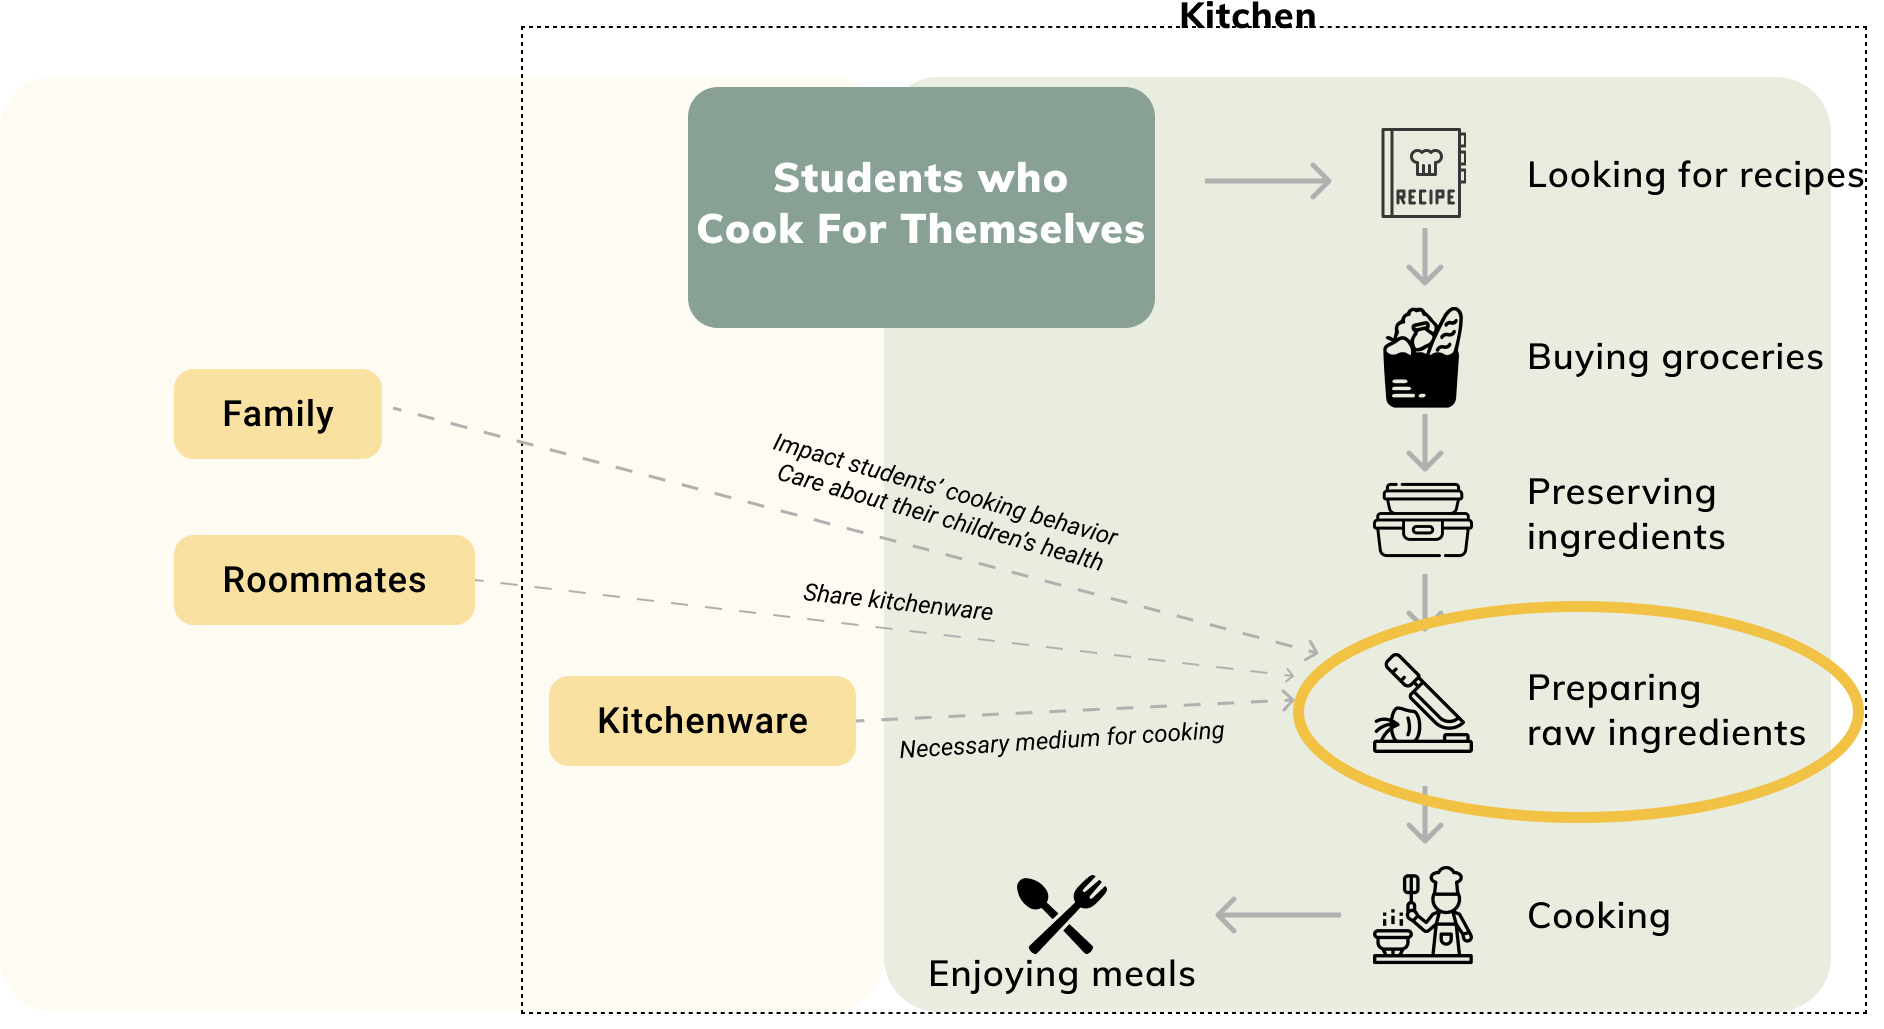 Kitchen
Students who
Cook For Themselves
RECIPE
Looking for recipes
Buying groceries
Family
Impact students’ cooking behavior
Care about their children’s health
Preserving
ingredients
Roommates
Share kitchenware
Kitchenware
Necessary medium for cooking
Preparing
raw ingredients
Cooking
Enjoying meals